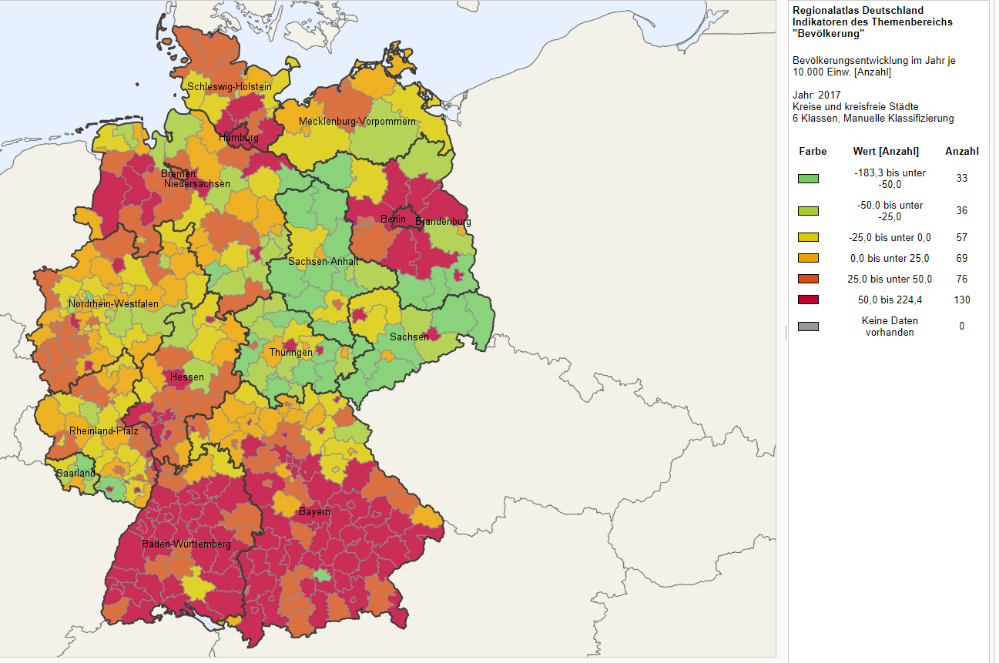 Schleswig-Holstein
Mecklenburg-Vorpommern
Hamburg
Bremen
Niedersachsen
Berlin
Brandenburg
Sachsen-Anhalt
Nordrhein-Westfalen
Sachsen
Thüringen
Hessen
Rheinland-Pfalz
Saarland
Bayern
Baden-Württemberg
Regionalatlas Deutschland
Indikatoren des Themenbereichs
"Bevölkerung"
Bevölkerungsentwicklung im Jahr je
10.000 Einw. [Anzahl]
Jahr: 2017
Kreise und kreisfreie Städte
6 Klassen, Manuelle Klassifizierung
Farbe Wert [Anzahl] Anzahl
-183,3 bis unter
-50,0 33
-50,0 bis unter
-25,0 36
-25,0 bis unter 0,0 57
0,0 bis unter 25,0 69
25,0 bis unter 50,0 76
50,0 bis 224,4 130
Keine Daten
vorhanden 0